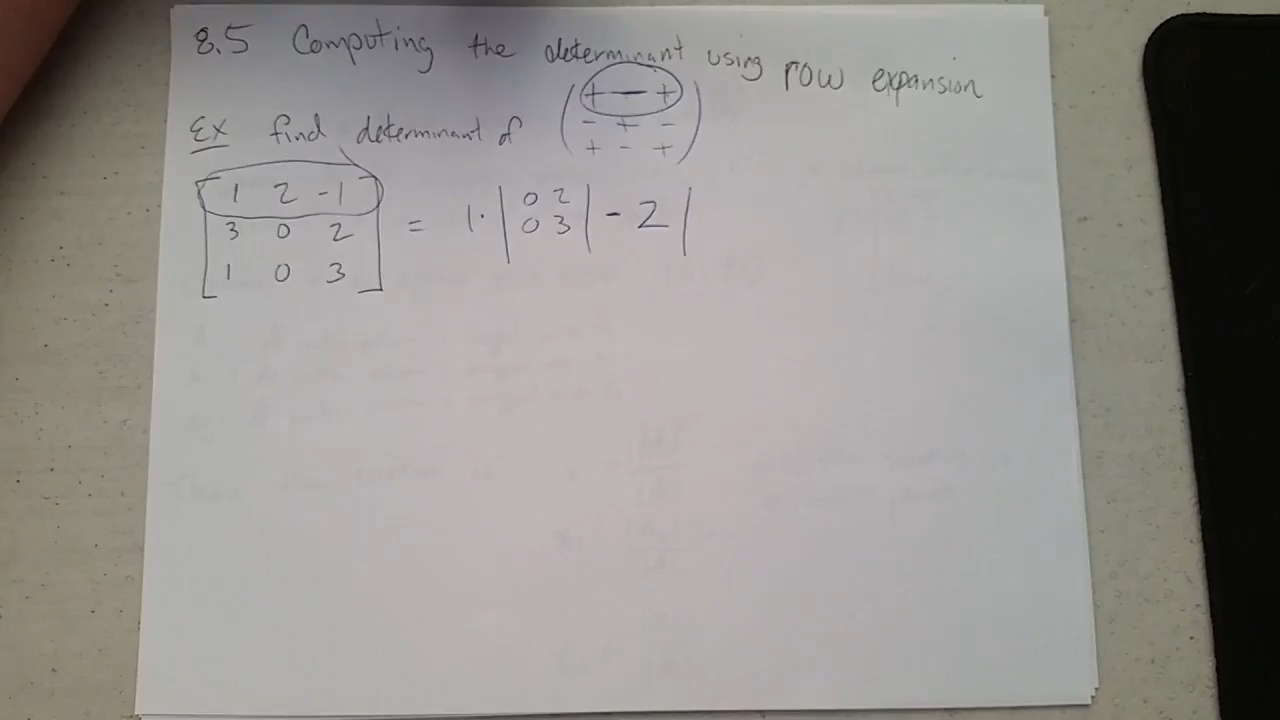 8.5 Computing the determinant using row expansion
+ − +
Ex find determinant of
− + −
+ − +
1 2 -1
3 0 2 = 1· | 0 2 | - 2 |
0 3
1 0 3